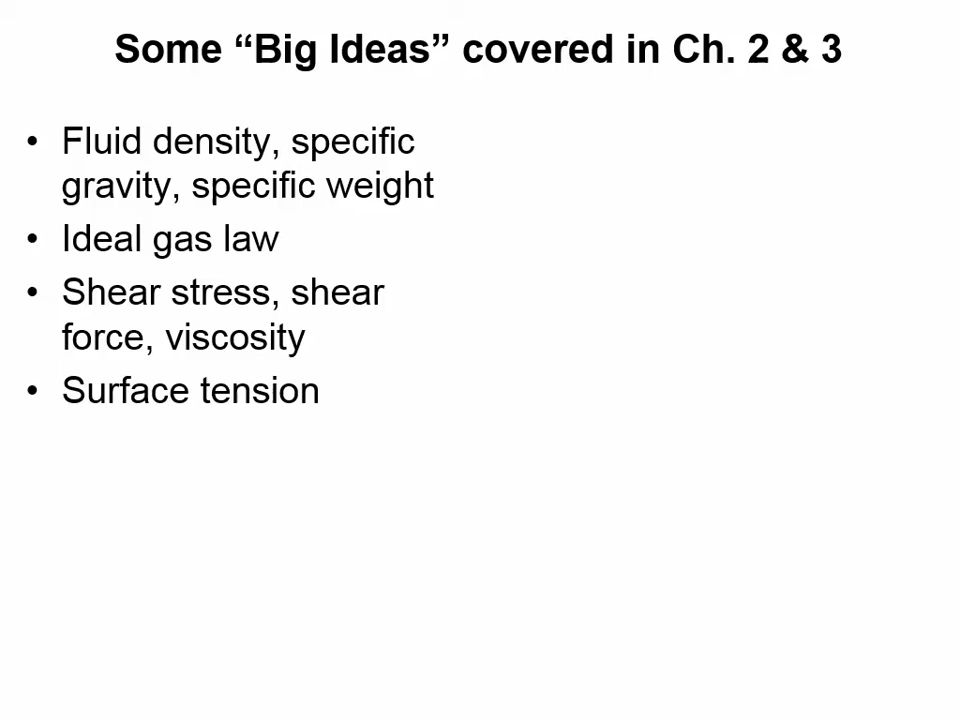 Some “Big Ideas” covered in Ch. 2 & 3
• Fluid density, specific
gravity, specific weight
• Ideal gas law
• Shear stress, shear
force, viscosity
• Surface tension